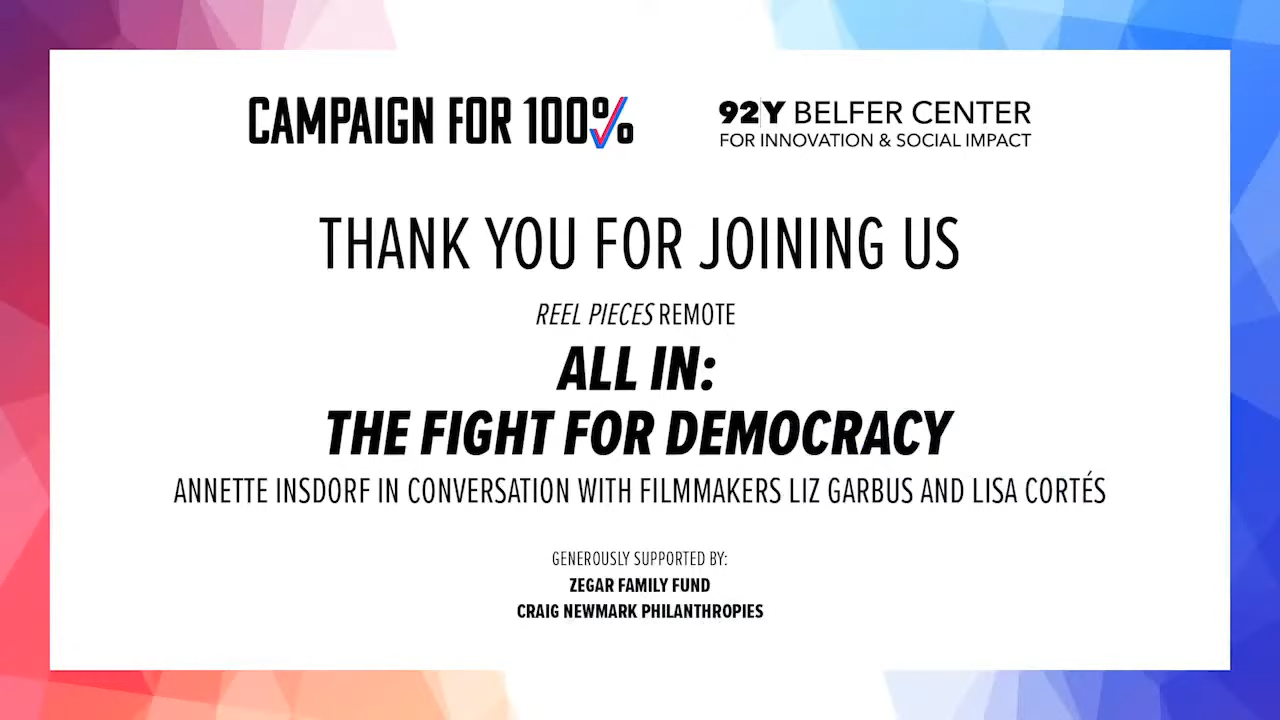 CAMPAIGN FOR 100%
92Y BELFER CENTER
FOR INNOVATION & SOCIAL IMPACT
THANK YOU FOR JOINING US
REEL PIECES REMOTE
ALL IN:
THE FIGHT FOR DEMOCRACY
ANNETTE INSDORF IN CONVERSATION WITH FILMMAKERS LIZ GARBUS AND LISA CORTÉS
GENEROUSLY SUPPORTED BY:
ZEGAR FAMILY FUND
CRAIG NEWMARK PHILANTHROPIES